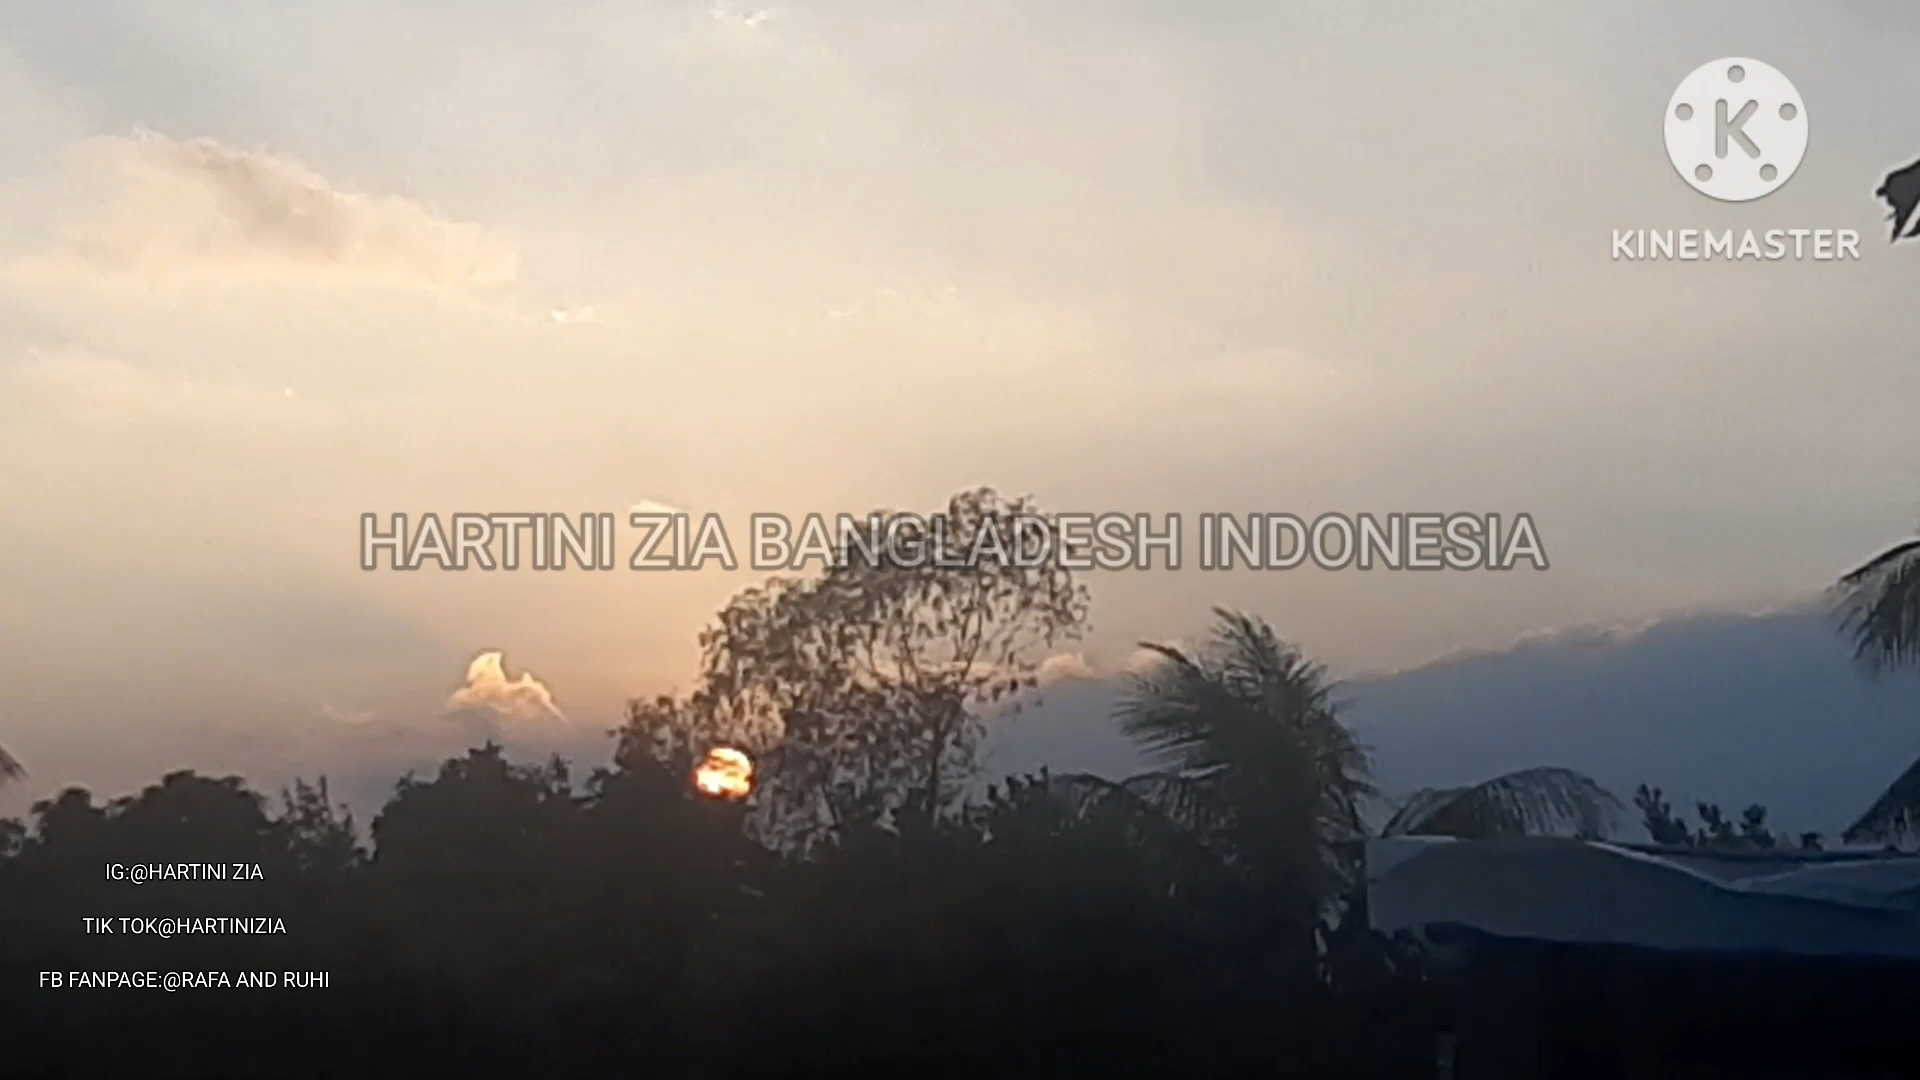 K
KINEMASTER
HARTINI ZIA BANGLADESH INDONESIA
IG:@HARTINI ZIA
TIK TOK@HARTINIZIA
FB FANPAGE:@RAFA AND RUHI